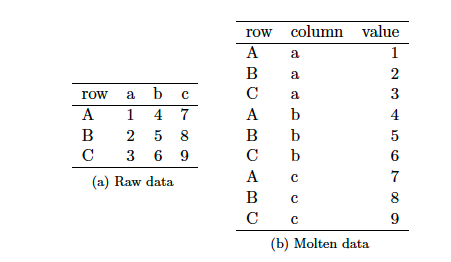 row a b c
A 1 4 7
B 2 5 8
C 3 6 9
(a) Raw data
row column value
A a 1
B a 2
C a 3
A b 4
B b 5
C b 6
A c 7
B c 8
C c 9
(b) Molten data